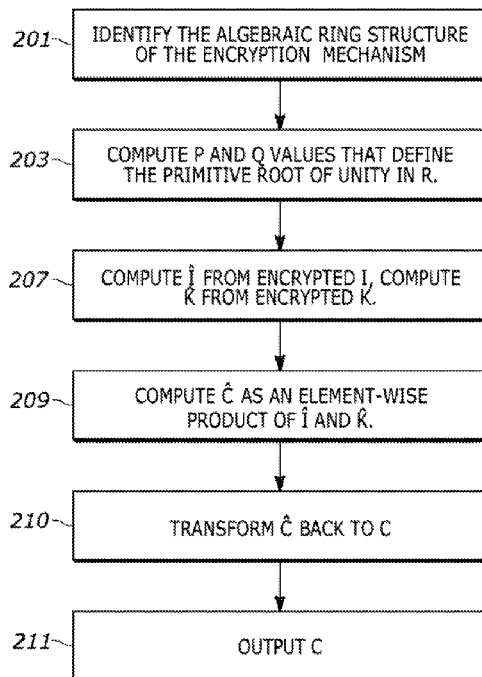 201
IDENTIFY THE ALGEBRAIC RING STRUCTURE
OF THE ENCRYPTION MECHANISM
203
COMPUTE P AND Q VALUES THAT DEFINE
THE PRIMITIVE ROOT OF UNITY IN R.
207
COMPUTE Î FROM ENCRYPTED I, COMPUTE
K̂ FROM ENCRYPTED K.
209
COMPUTE Ĉ AS AN ELEMENT-WISE
PRODUCT OF Î AND K̂.
210
TRANSFORM Ĉ BACK TO C
211
OUTPUT C